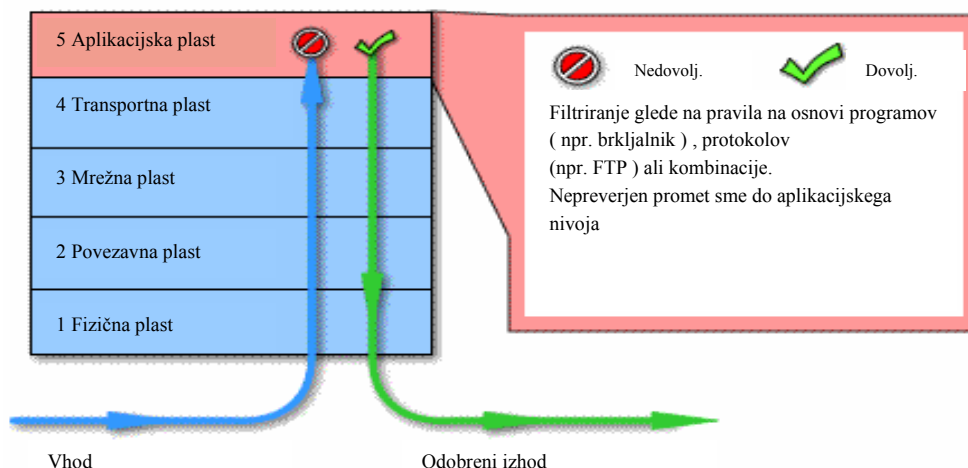 5 Aplikacijska plast
4 Transportna plast
3 Mrežna plast
2 Povezavna plast
1 Fizična plast
Vhod
Odobreni izhod
Nedovolj.
Dovolj.
Filtriranje glede na pravila na osnovi programov
( npr. brkljalnik ) , protokolov
(npr. FTP ) ali kombinacije.
Nepreverjen promet sme do aplikacijskega
nivoja